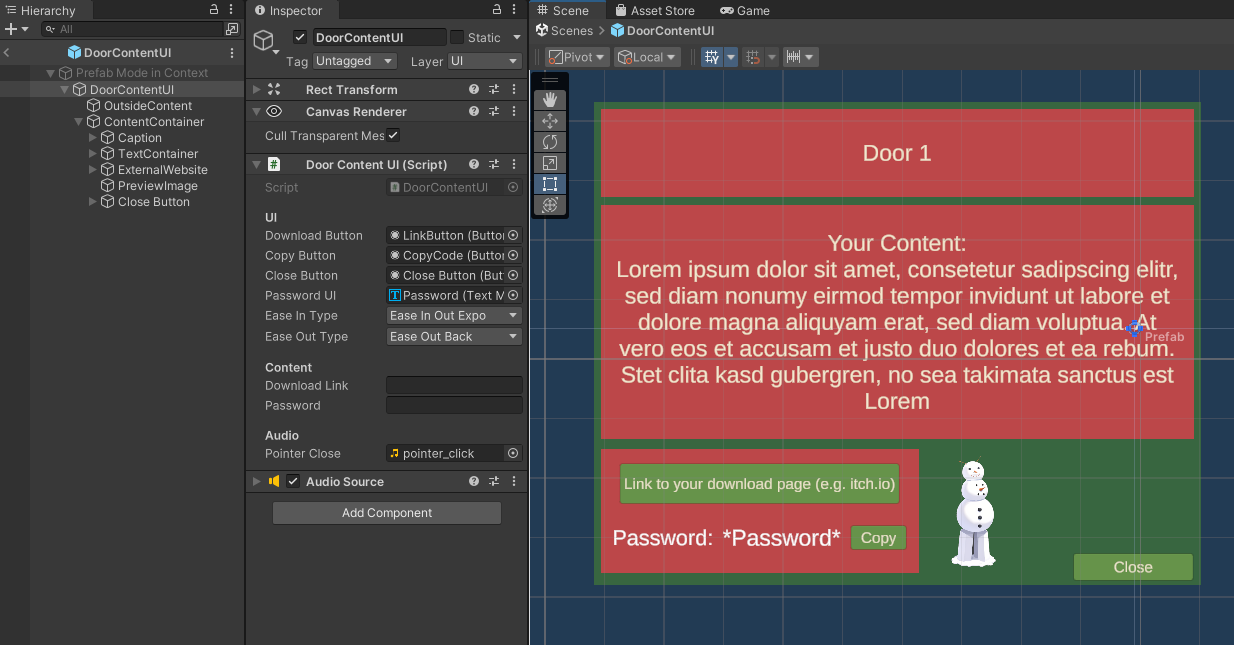 Hierarchy
All
DoorContentUI
Prefab Mode in Context
DoorContentUI
OutsideContent
ContentContainer
Caption
TextContainer
ExternalWebsite
PreviewImage
Close Button
Inspector
DoorContentUI
Static
Tag
Untagged
Layer
UI
Rect Transform
Canvas Renderer
Cull Transparent Mes
Door Content UI (Script)
Script
DoorContentUI
UI
Download Button
LinkButton (Button
Copy Button
CopyCode (Button
Close Button
Close Button (But
Password UI
Password (Text M
Ease In Type
Ease In Out Expo
Ease Out Type
Ease Out Back
Content
Download Link
Password
Audio
Pointer Close
pointer_click
Audio Source
Add Component
Scene
Asset Store
Game
Scenes
DoorContentUI
Pivot
Local
Door 1
Your Content:
Lorem ipsum dolor sit amet, consetetur sadipscing elitr,
sed diam nonumy eirmod tempor invidunt ut labore et
dolore magna aliquyam erat, sed diam voluptua. At
Prefab
vero eos et accusam et justo duo dolores et ea rebum.
Stet clita kasd gubergren, no sea takimata sanctus est
Lorem
Link to your download page (e.g. itch.io)
Password: *Password*
Copy
Close